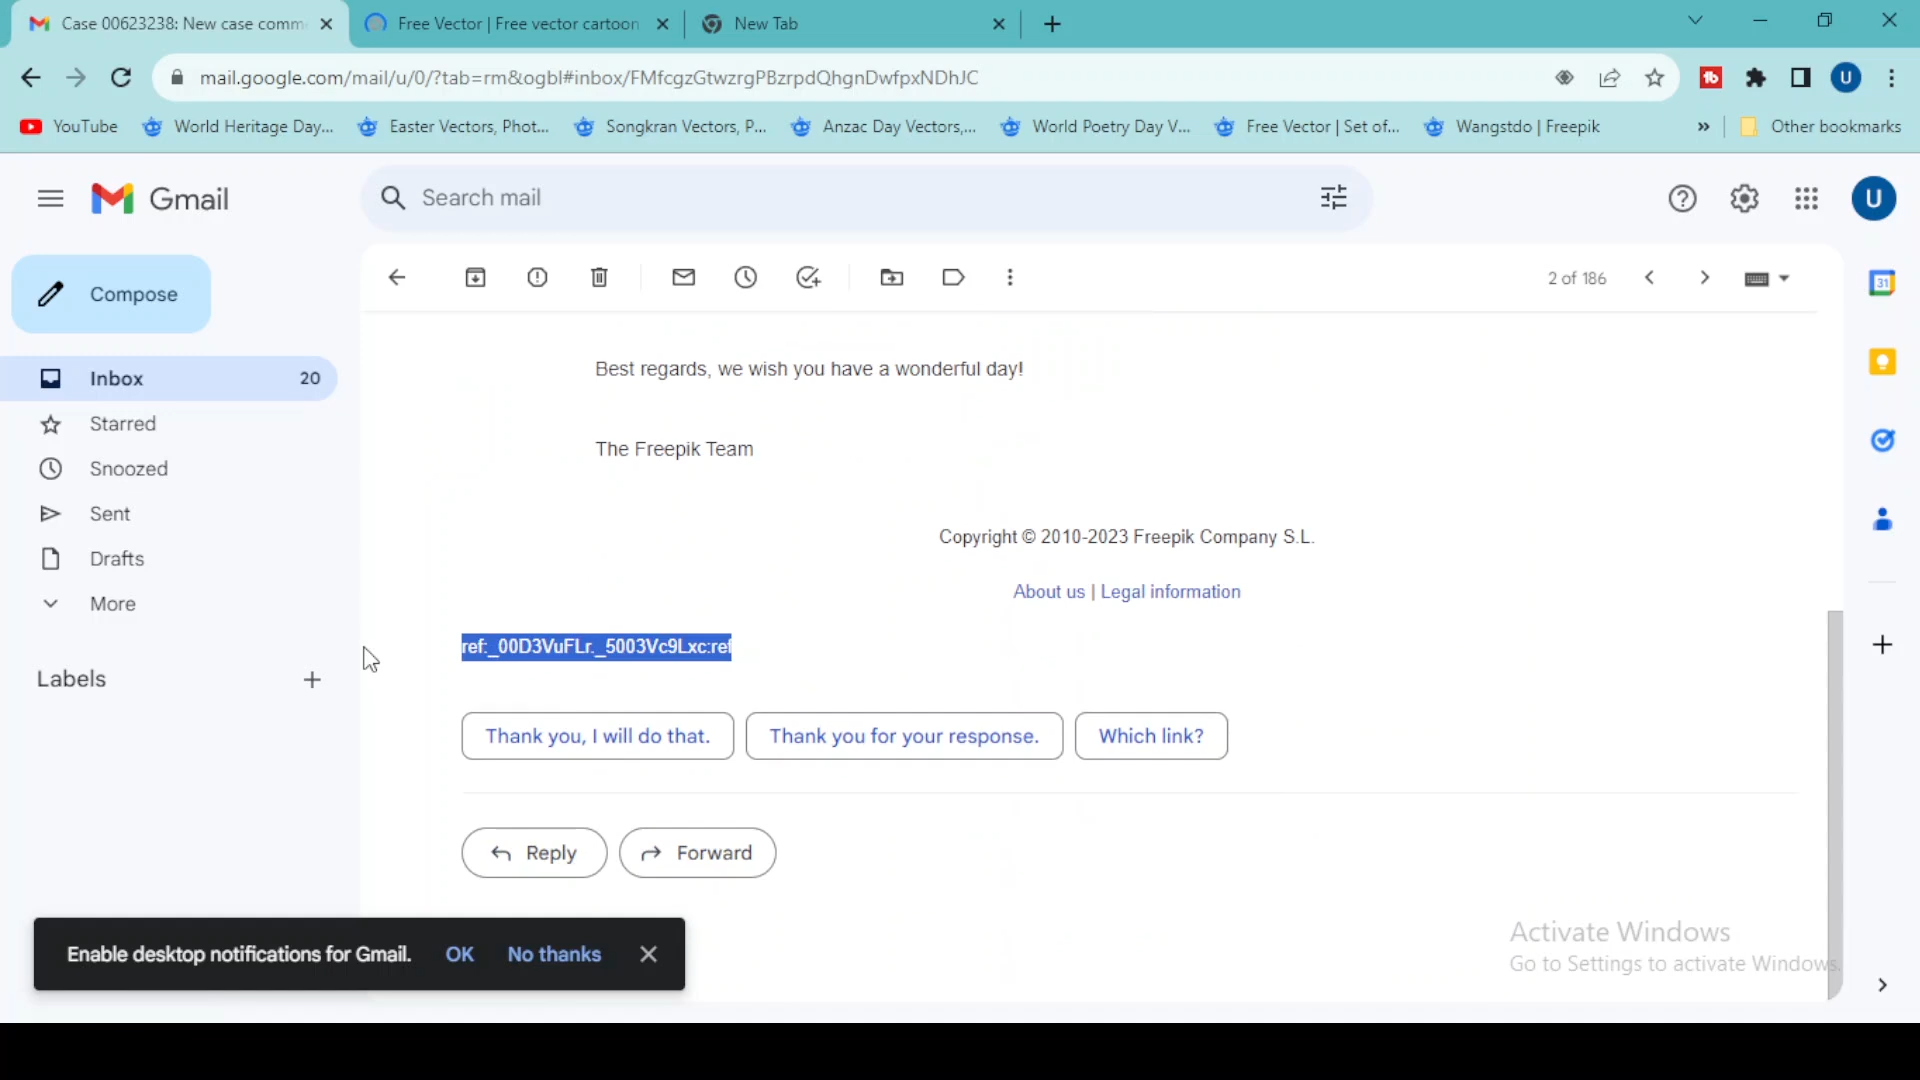 Case 00623238: New case comm
Free Vector | Free vector cartoon
New Tab
mail.google.com/mail/u/0/?tab=rm&ogbl#inbox/FMfcgzGtwzrgPBzrpdQhgnDwfpxNDhJC
U
YouTube
World Heritage Day...
Easter Vectors, Phot...
Songkran Vectors, P...
Anzac Day Vectors,...
World Poetry Day V...
Free Vector | Set of...
Wangstdo | Freepik
»
Other bookmarks
Gmail
Search mail
U
Compose
2 of 186
31
Inbox 20
Starred
Snoozed
Sent
Drafts
More
Labels
Best regards, we wish you have a wonderful day!
The Freepik Team
Copyright © 2010-2023 Freepik Company S.L.
About us | Legal information
ref:_00D3VuFLr._5003Vc9Lxc:ref
Thank you, I will do that.
Thank you for your response.
Which link?
Reply
Forward
Enable desktop notifications for Gmail. OK No thanks
Activate Windows
Go to Settings to activate Windows.